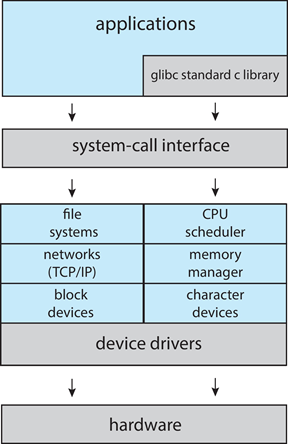 applications
glibc standard c library
system-call interface
file
systems
CPU
scheduler
networks
(TCP/IP)
memory
manager
block
devices
character
devices
device drivers
hardware